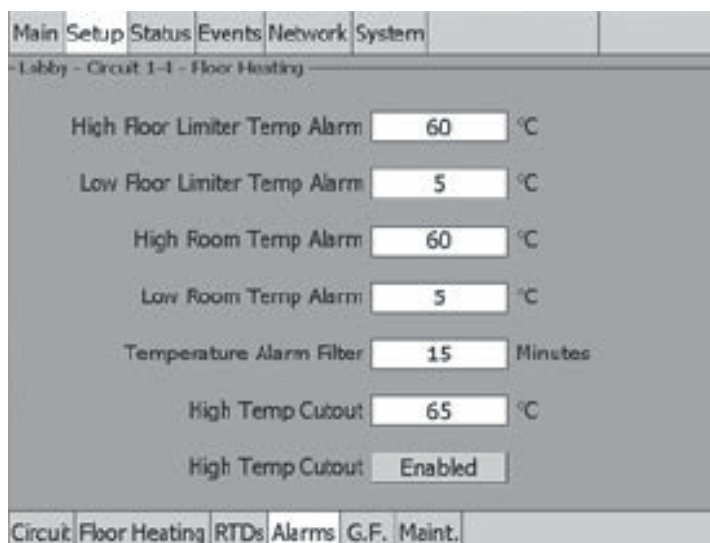 Main Setup Status Events Network System
Lobby - Circuit 1-1 - Floor Heating
High Floor Limiter Temp Alarm 60 °C
Low Floor Limiter Temp Alarm 5 °C
High Room Temp Alarm 60 °C
Low Room Temp Alarm 5 °C
Temperature Alarm Filter 15 Minutes
High Temp Cutout 65 °C
High Temp Cutout Enabled
Circuit Floor Heating RTDs Alarms G.F. Maint.